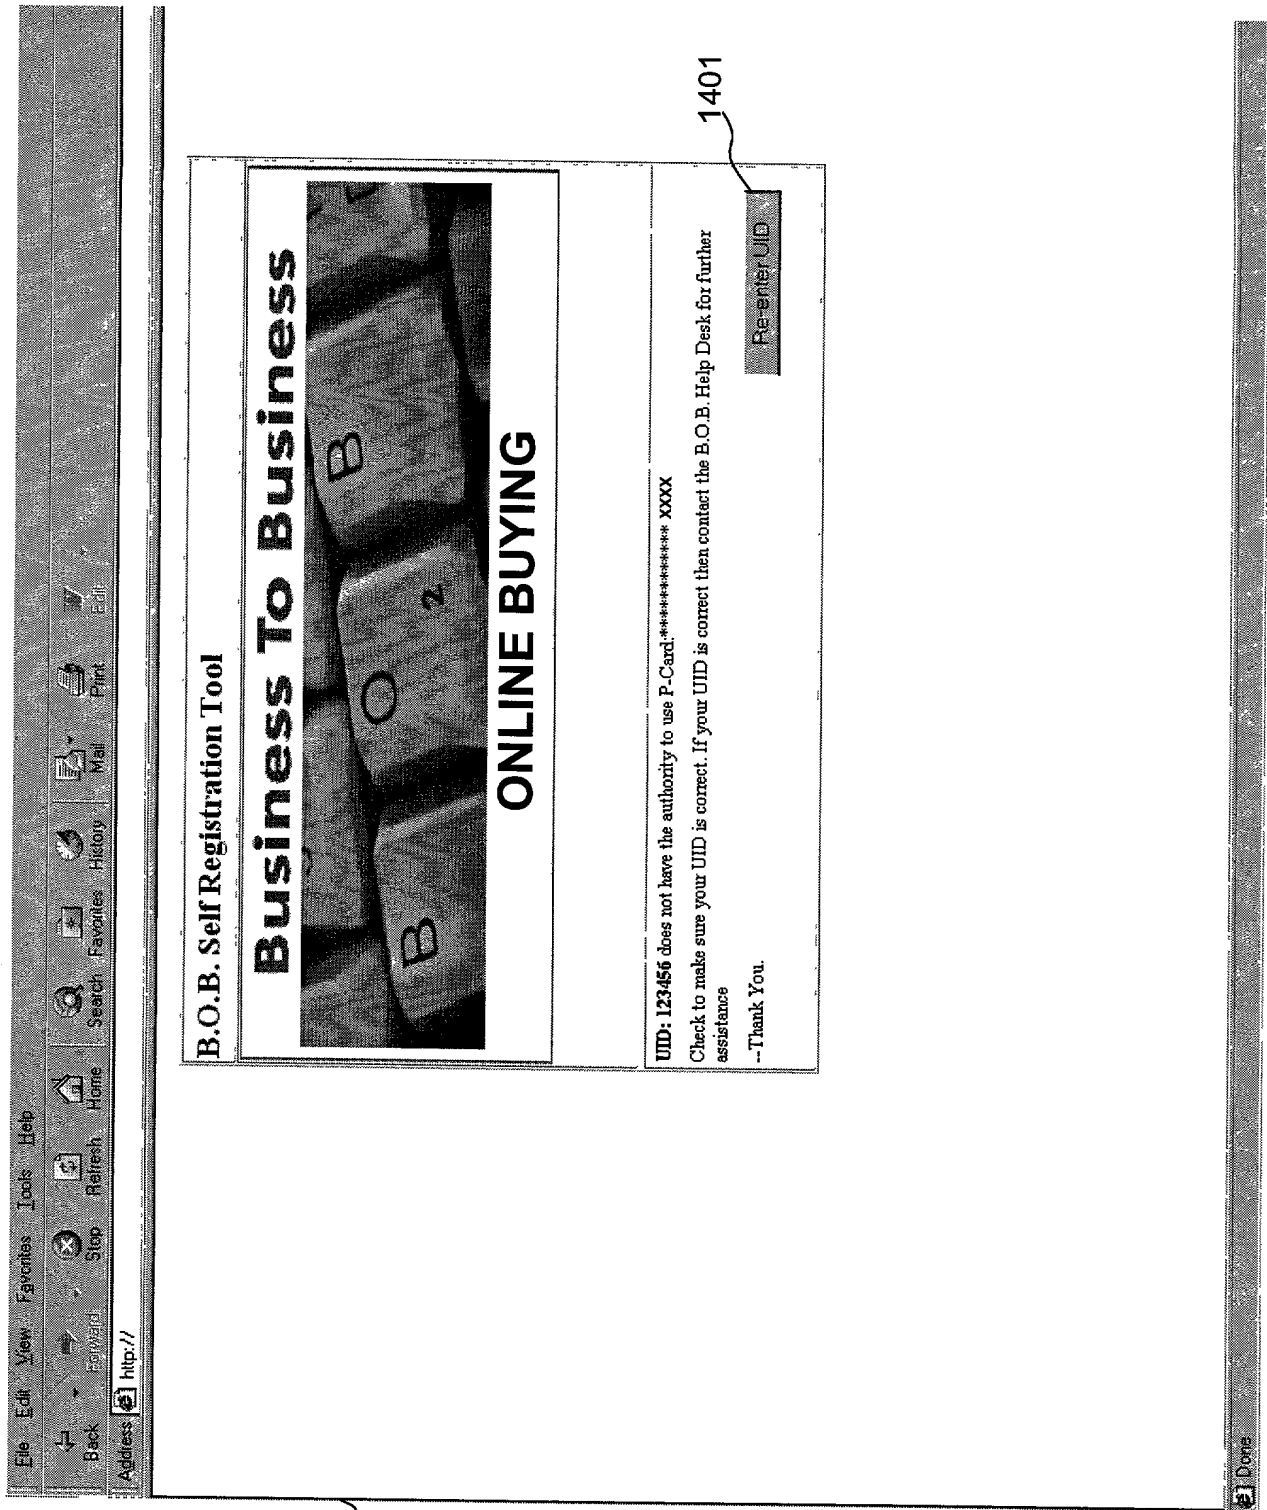 File Edit View Favorites Tools Help
Back Forward Stop Refresh Home Search Favorites History Mail Print Edit
Address http://
B.O.B. Self Registration Tool
Business To Business
B O 2 B
ONLINE BUYING
UID: 123456 does not have the authority to use P-Card:************ XXXX
Check to make sure your UID is correct. If your UID is correct then contact the B.O.B. Help Desk for further
assistance
--Thank You.
Re-enter UID
1401
Done